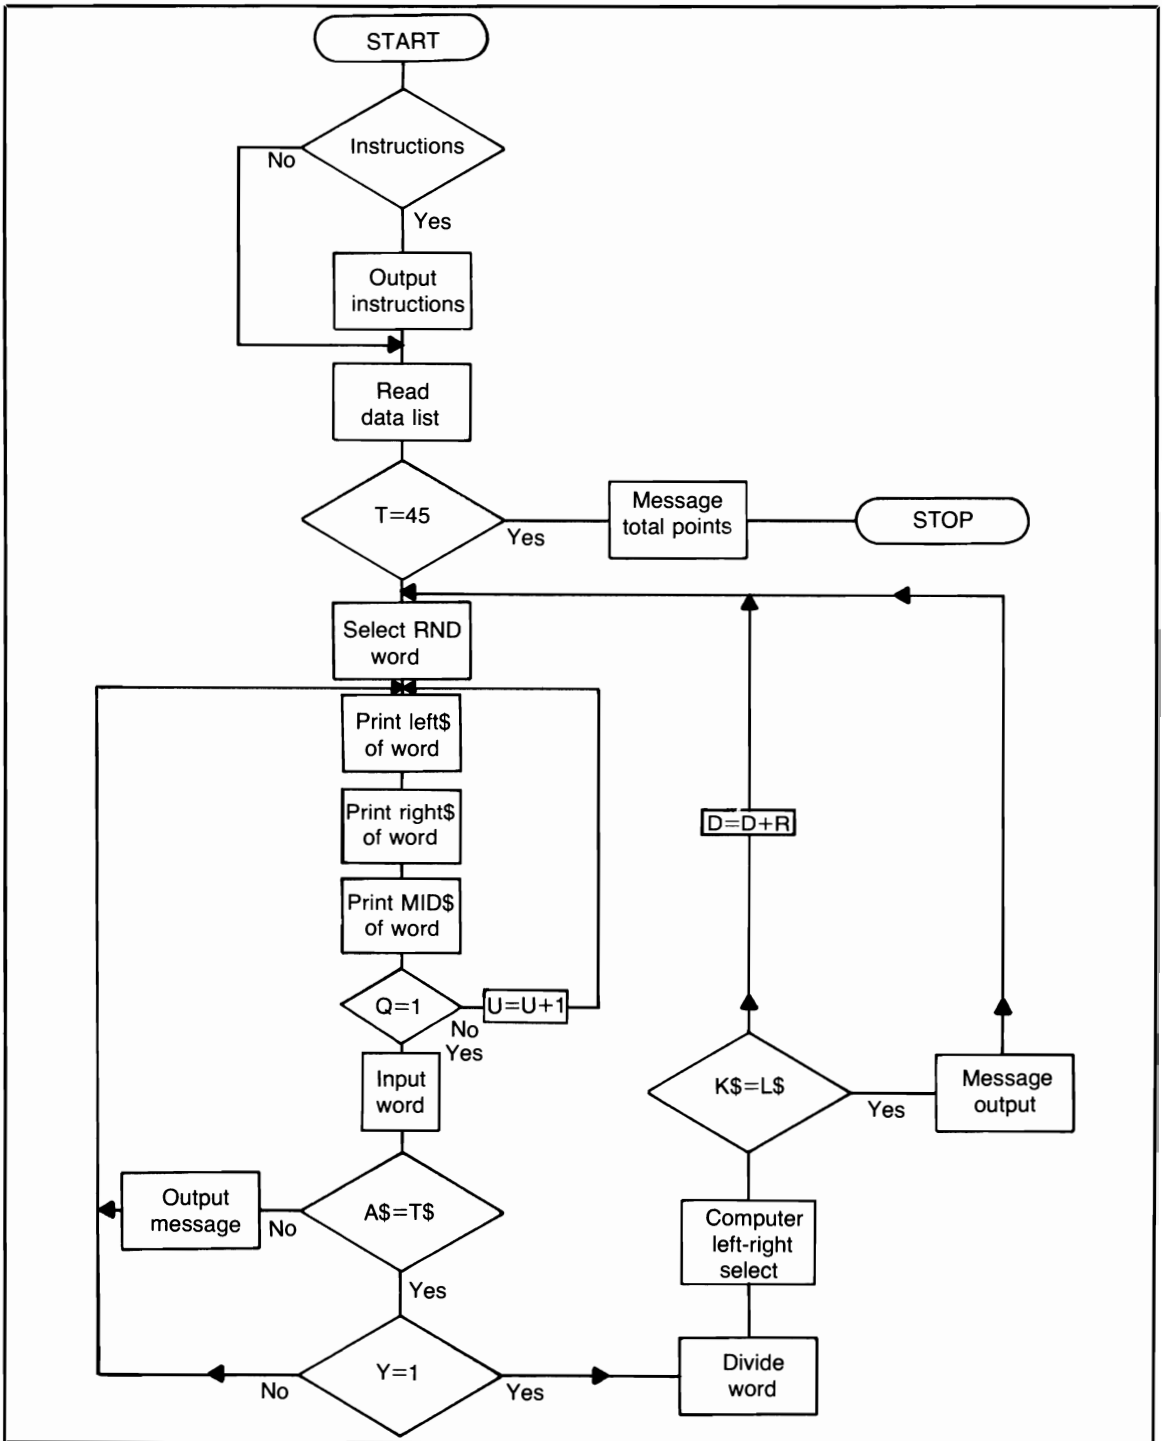 START
Instructions
No
Yes
Output
instructions
Read
data list
T=45
Yes
Message
total points
STOP
Select RND
word
Print left$
of word
Print right$
of word
D=D+R
Print MID$
of word
Q=1
U=U+1
No
Yes
Input
word
K$=L$
Yes
Message
output
Output
message
No
A$=T$
Yes
Computer
left-right
select
Y=1
No
Yes
Divide
word